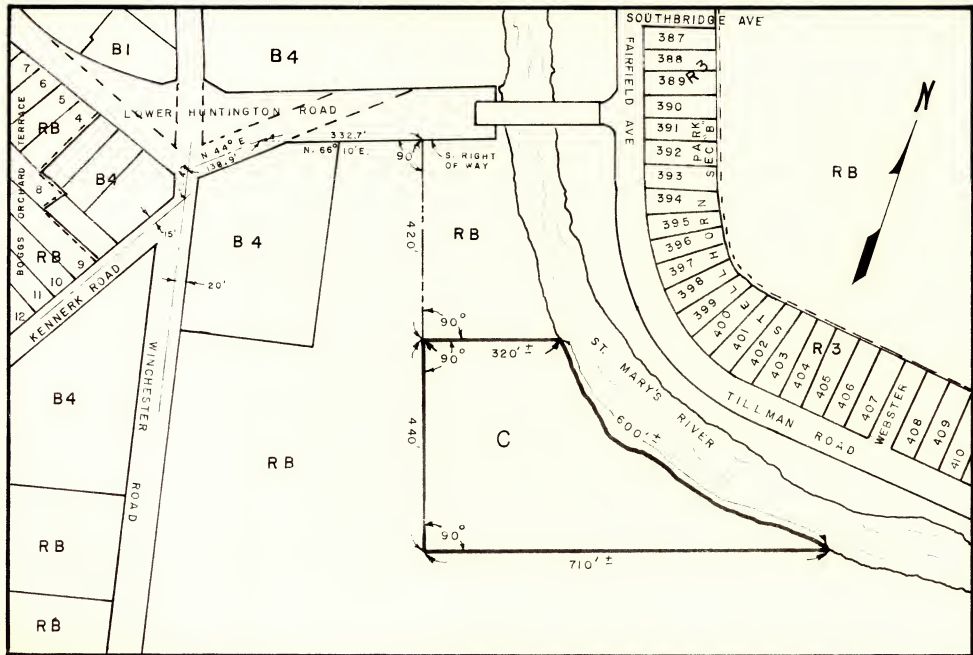 SOUTHBRIDGE AVE
B1
B4
FAIRFIELD AVE
387
388
389
R3
390
391
392
393
394
395
396
397
398
399
400
401
402
403
404
405
406
407
408
409
410
PARK
SEC B
ELLHORN
ETS
R3
WEBSTER
N
RB
7
6
5
4
RB
TERRACE
LOWER HUNTINGTON ROAD
N 44° E
138.9'
332.7'
N. 66° 10' E.
90°
S. RIGHT
OF WAY
B4
8
ORCHARD
BOGGS
RB
9
10
11
12
15'
KENNERK ROAD
B4
20'
420'
RB
90°
90°
320' ±
ST. MARY'S
RIVER
TILLMAN ROAD
WINCHESTER
ROAD
B4
RB
440'
C
600' ±
90°
710' ±
RB
RB